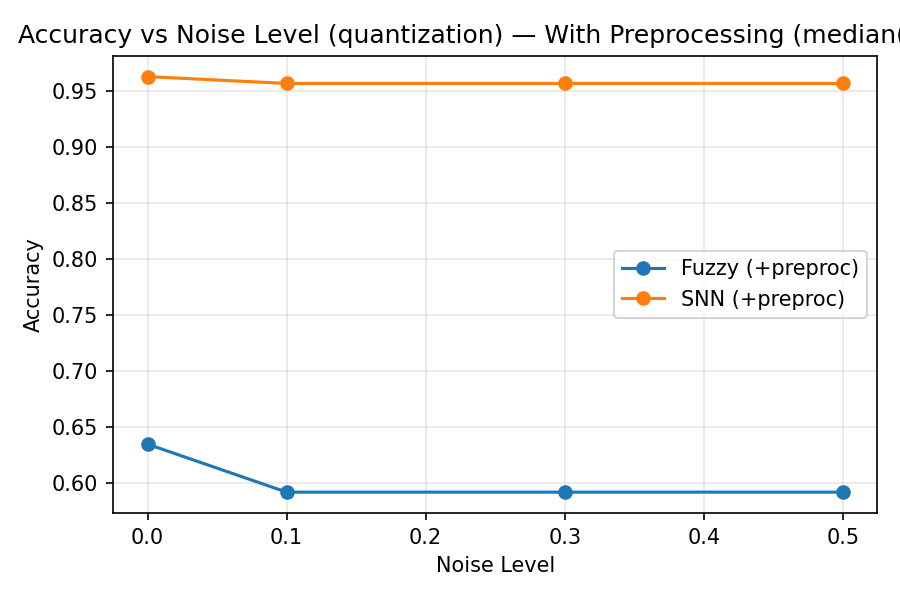 Accuracy vs Noise Level (quantization) — With Preprocessing (median(
0.95
0.90
0.85
0.80
0.75
0.70
0.65
0.60
Accuracy
Fuzzy (+preproc)
SNN (+preproc)
0.0 0.1 0.2 0.3 0.4 0.5
Noise Level